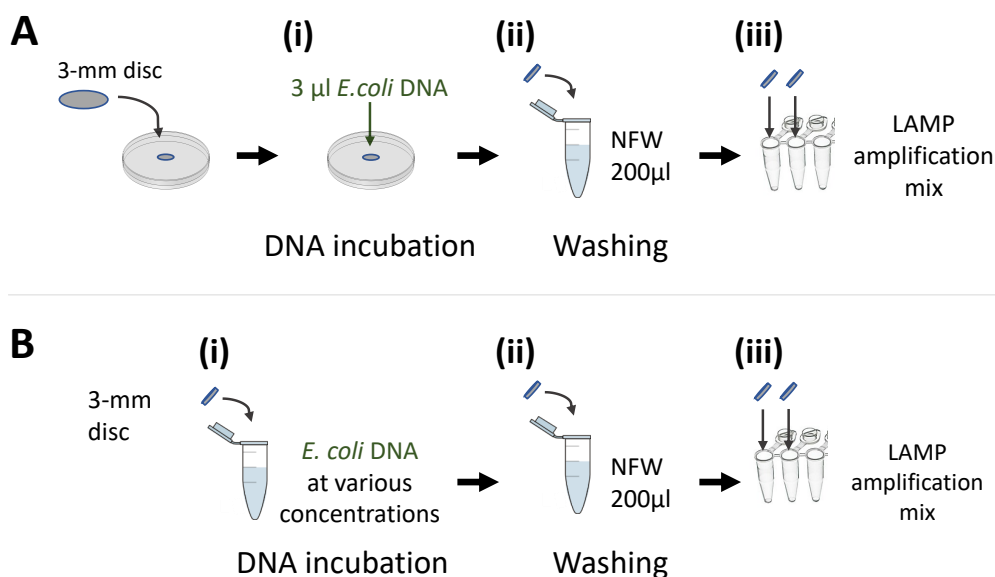 A
(i)
(ii)
(iii)
3-mm disc
3 µl E.coli DNA
NFW
200µl
LAMP
amplification
mix
DNA incubation
Washing
B
(i)
(ii)
(iii)
3-mm
disc
E. coli DNA
at various
concentrations
NFW
200µl
LAMP
amplification
mix
DNA incubation
Washing